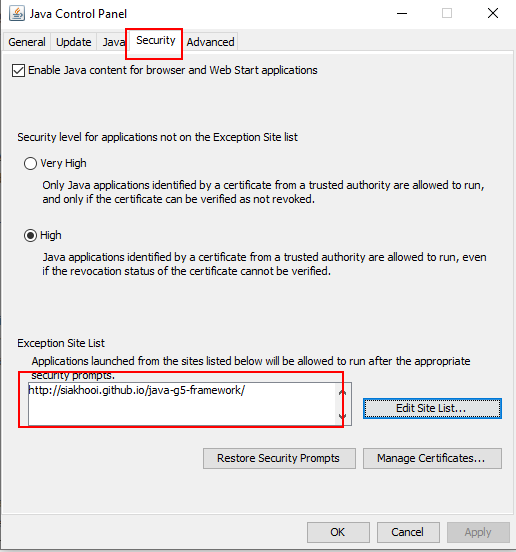 Java Control Panel
General Update Java Security Advanced
Enable Java content for browser and Web Start applications
Security level for applications not on the Exception Site list
Very High
Only Java applications identified by a certificate from a trusted authority are allowed to run,
and only if the certificate can be verified as not revoked.
High
Java applications identified by a certificate from a trusted authority are allowed to run, even
if the revocation status of the certificate cannot be verified.
Exception Site List
Applications launched from the sites listed below will be allowed to run after the appropriate
security prompts.
http://siakhooi.github.io/java-g5-framework/
Edit Site List...
Restore Security Prompts Manage Certificates...
OK Cancel Apply